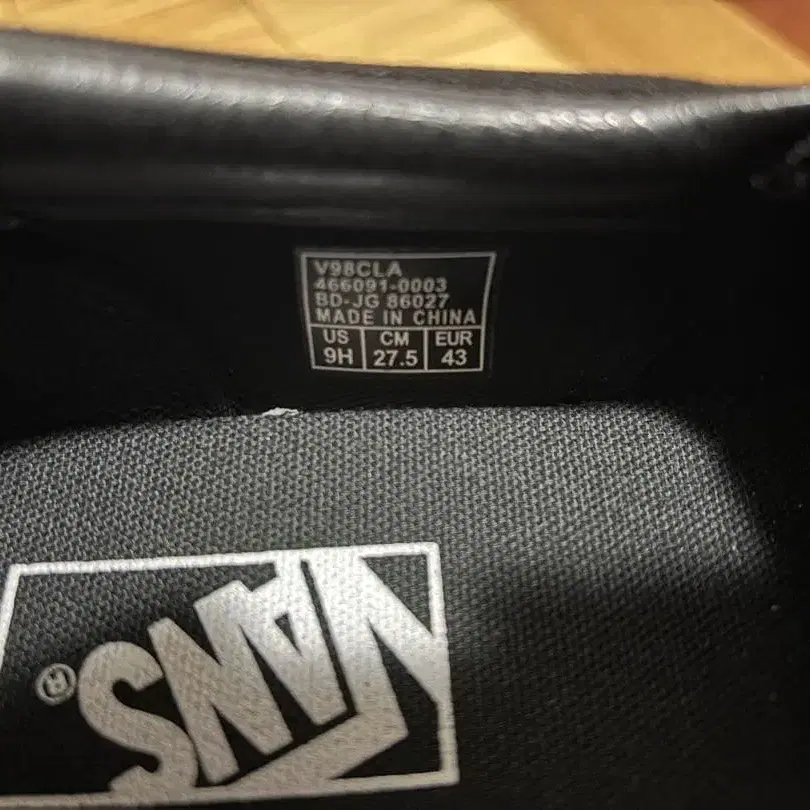 V98CLA
466091-0003
BD-JG 86027
MADE IN CHINA
US CM EUR
9H 27.5 43
VANS®